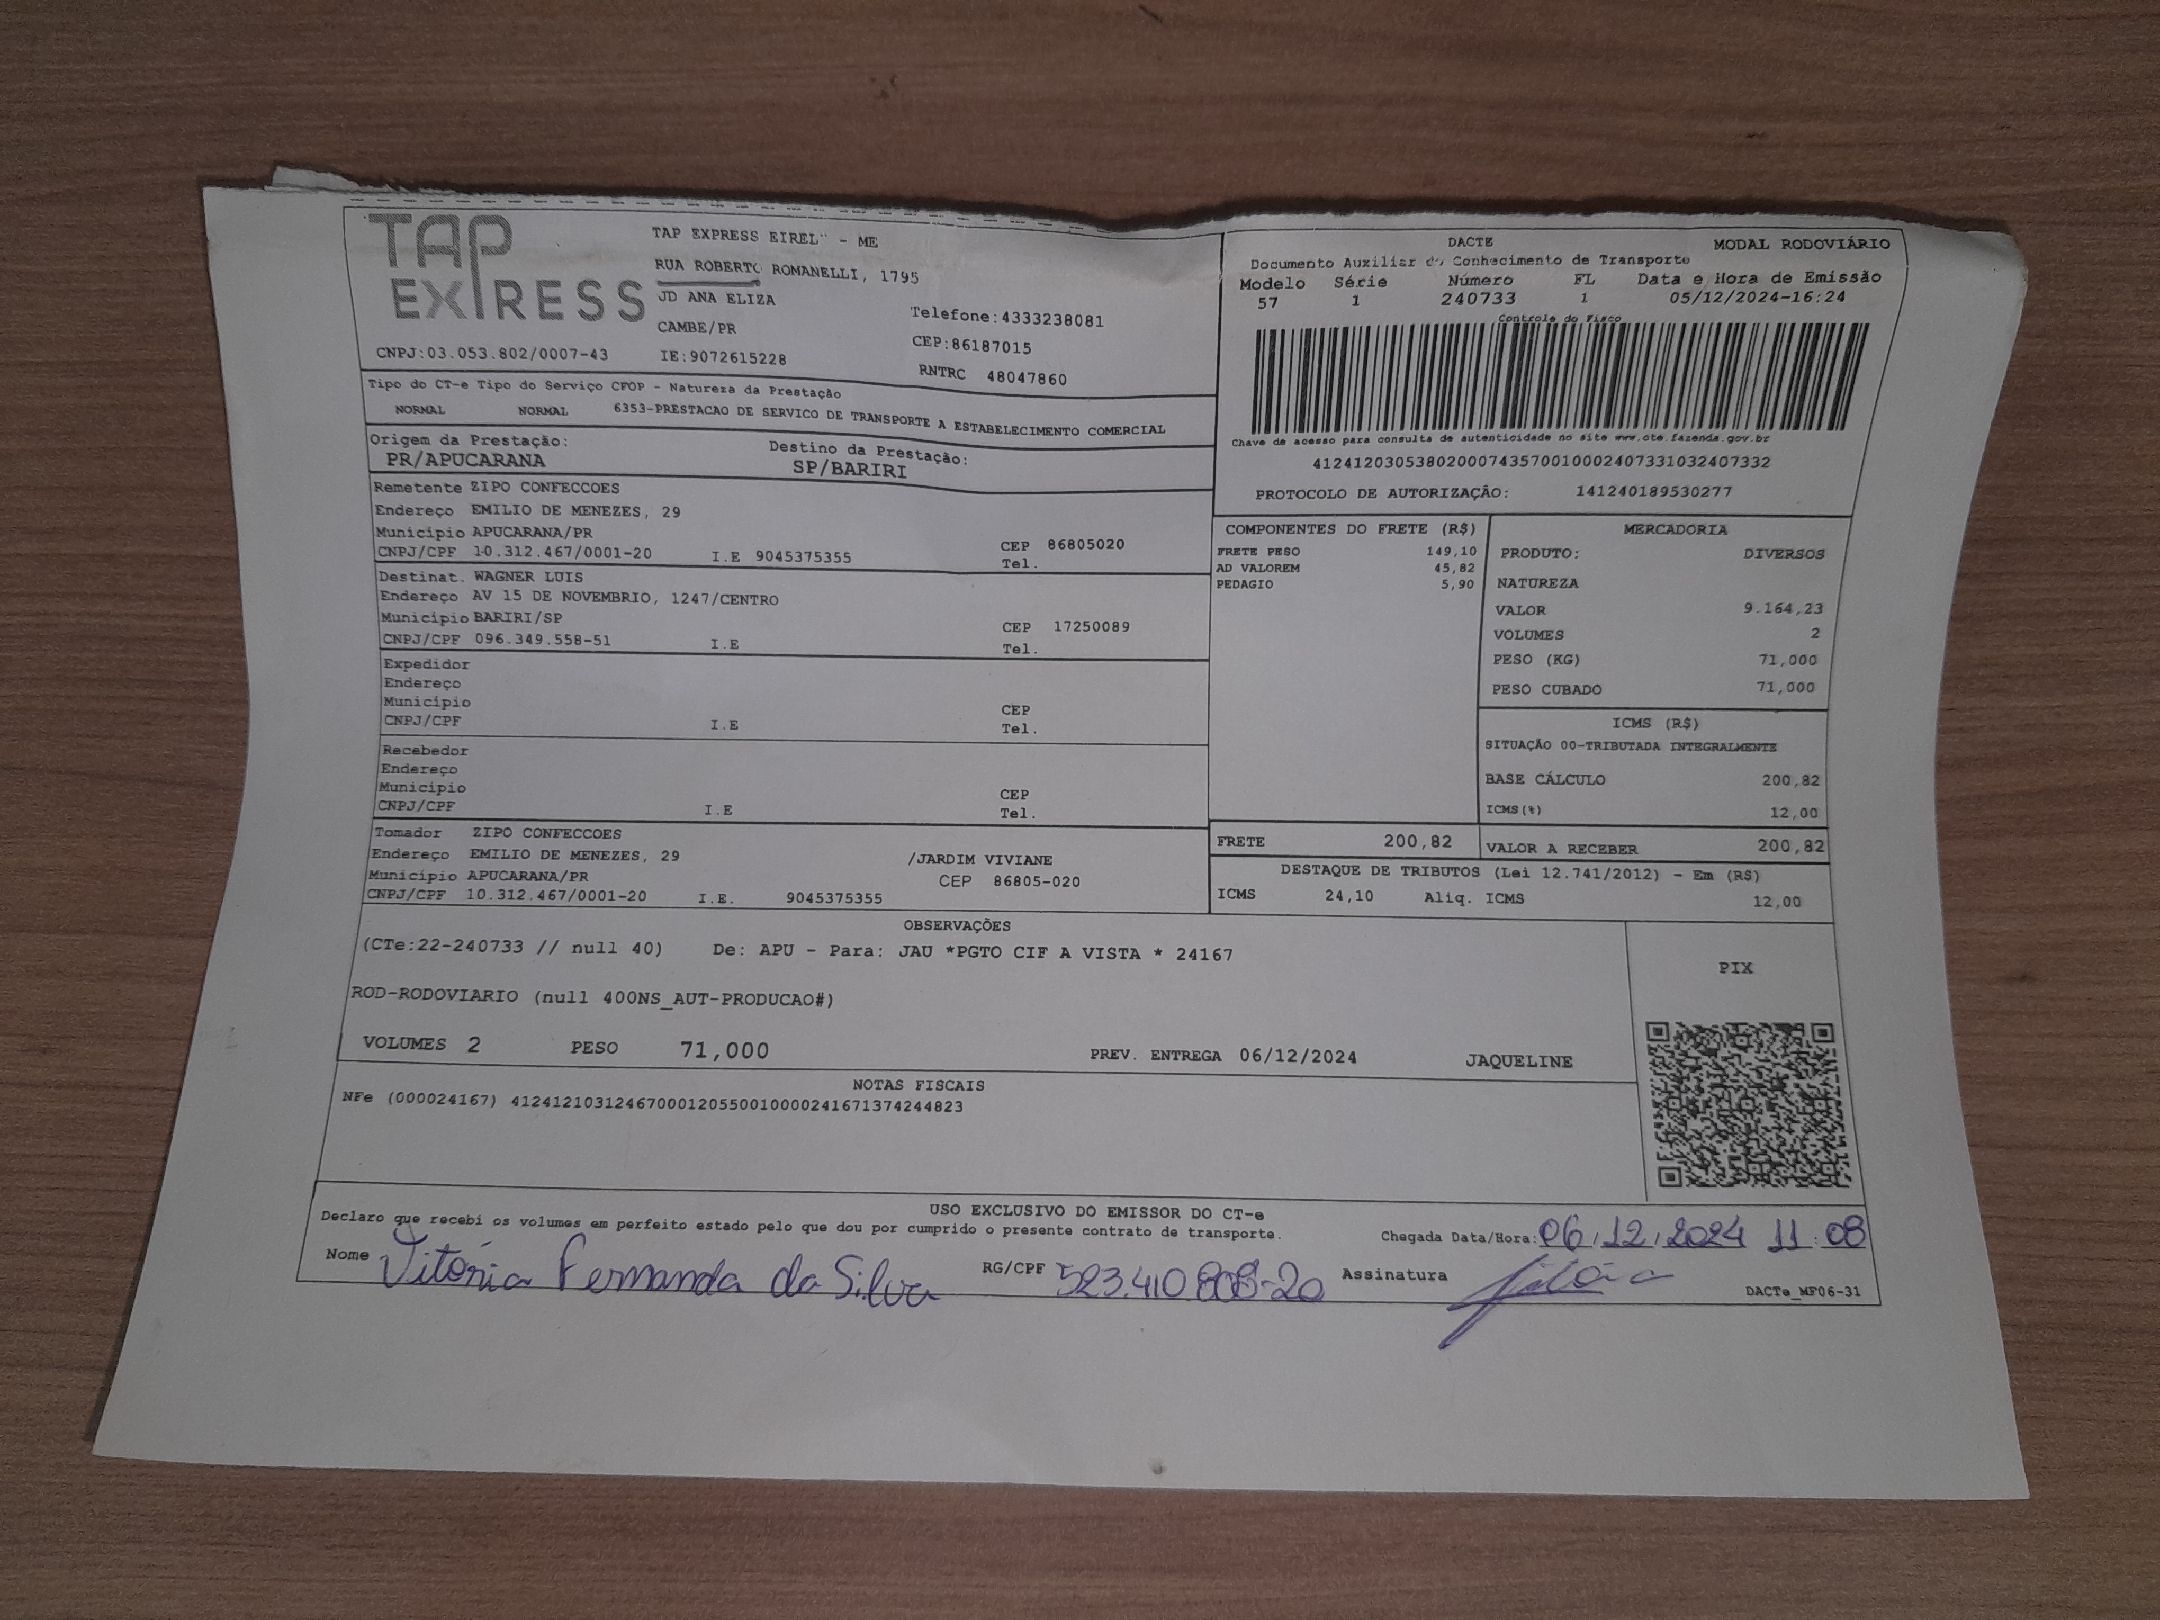 TAP
EXPRESS
TAP EXPRESS EIREL - ME
RUA ROBERTO ROMANELLI, 1795
JD ANA ELIZA
CAMBE/PR
Telefone:4333238081
CEP:86187015
CNPJ:03.053.802/0007-43 IE:9072615228
RNTRC 48047860
DACTE MODAL RODOVIÁRIO
Documento Auxiliar do Conhecimento de Transporte
Modelo Série Número FL Data e Hora de Emissão
57 1 240733 1 05/12/2024-16:24
Controle do Fisco
Chave de acesso para consulta de autenticidade no site www.cte.fazenda.gov.br
41241203053802000743570010002407331032407332
PROTOCOLO DE AUTORIZAÇÃO: 141240189530277
Tipo do CT-e Tipo do Serviço CFOP - Natureza da Prestação
NORMAL NORMAL 6353-PRESTACAO DE SERVICO DE TRANSPORTE A ESTABELECIMENTO COMERCIAL
Origem da Prestação: Destino da Prestação:
PR/APUCARANA SP/BARIRI
Remetente ZIPO CONFECCOES
Endereço EMILIO DE MENEZES, 29
Município APUCARANA/PR CEP 86805020
CNPJ/CPF 10.312.467/0001-20 I.E 9045375355 Tel.
Destinat. WAGNER LUIS
Endereço AV 15 DE NOVEMBRIO, 1247/CENTRO
Município BARIRI/SP CEP 17250089
CNPJ/CPF 096.349.558-51 I.E Tel.
Expedidor
Endereço
Município CEP
CNPJ/CPF I.E Tel.
Recebedor
Endereço
Município CEP
CNPJ/CPF I.E Tel.
Tomador ZIPO CONFECCOES
Endereço EMILIO DE MENEZES, 29 /JARDIM VIVIANE
Município APUCARANA/PR CEP 86805-020
CNPJ/CPF 10.312.467/0001-20 I.E. 9045375355
COMPONENTES DO FRETE (R$)
FRETE PESO 149,10
AD VALOREM 45,82
PEDAGIO 5,90
MERCADORIA
PRODUTO: DIVERSOS
NATUREZA
VALOR 9.164,23
VOLUMES 2
PESO (KG) 71,000
PESO CUBADO 71,000
ICMS (R$)
SITUAÇÃO 00-TRIBUTADA INTEGRALMENTE
BASE CÁLCULO 200,82
ICMS(%) 12,00
FRETE 200,82 VALOR A RECEBER 200,82
DESTAQUE DE TRIBUTOS (Lei 12.741/2012) - Em (R$)
ICMS 24,10 Aliq. ICMS 12,00
OBSERVAÇÕES
(CTe:22-240733 // null 40) De: APU - Para: JAU *PGTO CIF A VISTA * 24167
ROD-RODOVIARIO (null 400NS_AUT-PRODUCAO#)
VOLUMES 2 PESO 71,000 PREV. ENTREGA 06/12/2024 JAQUELINE
PIX
NOTAS FISCAIS
NFe (000024167) 41241210312467000120550010000241671374244823
USO EXCLUSIVO DO EMISSOR DO CT-e
Declaro que recebi os volumes em perfeito estado pelo que dou por cumprido o presente contrato de transporte. Chegada Data/Hora: 06/12/2024 11:08
Nome Vitória Fernanda da Silva RG/CPF 523.410.808-20 Assinatura
DACTe_MF06-31